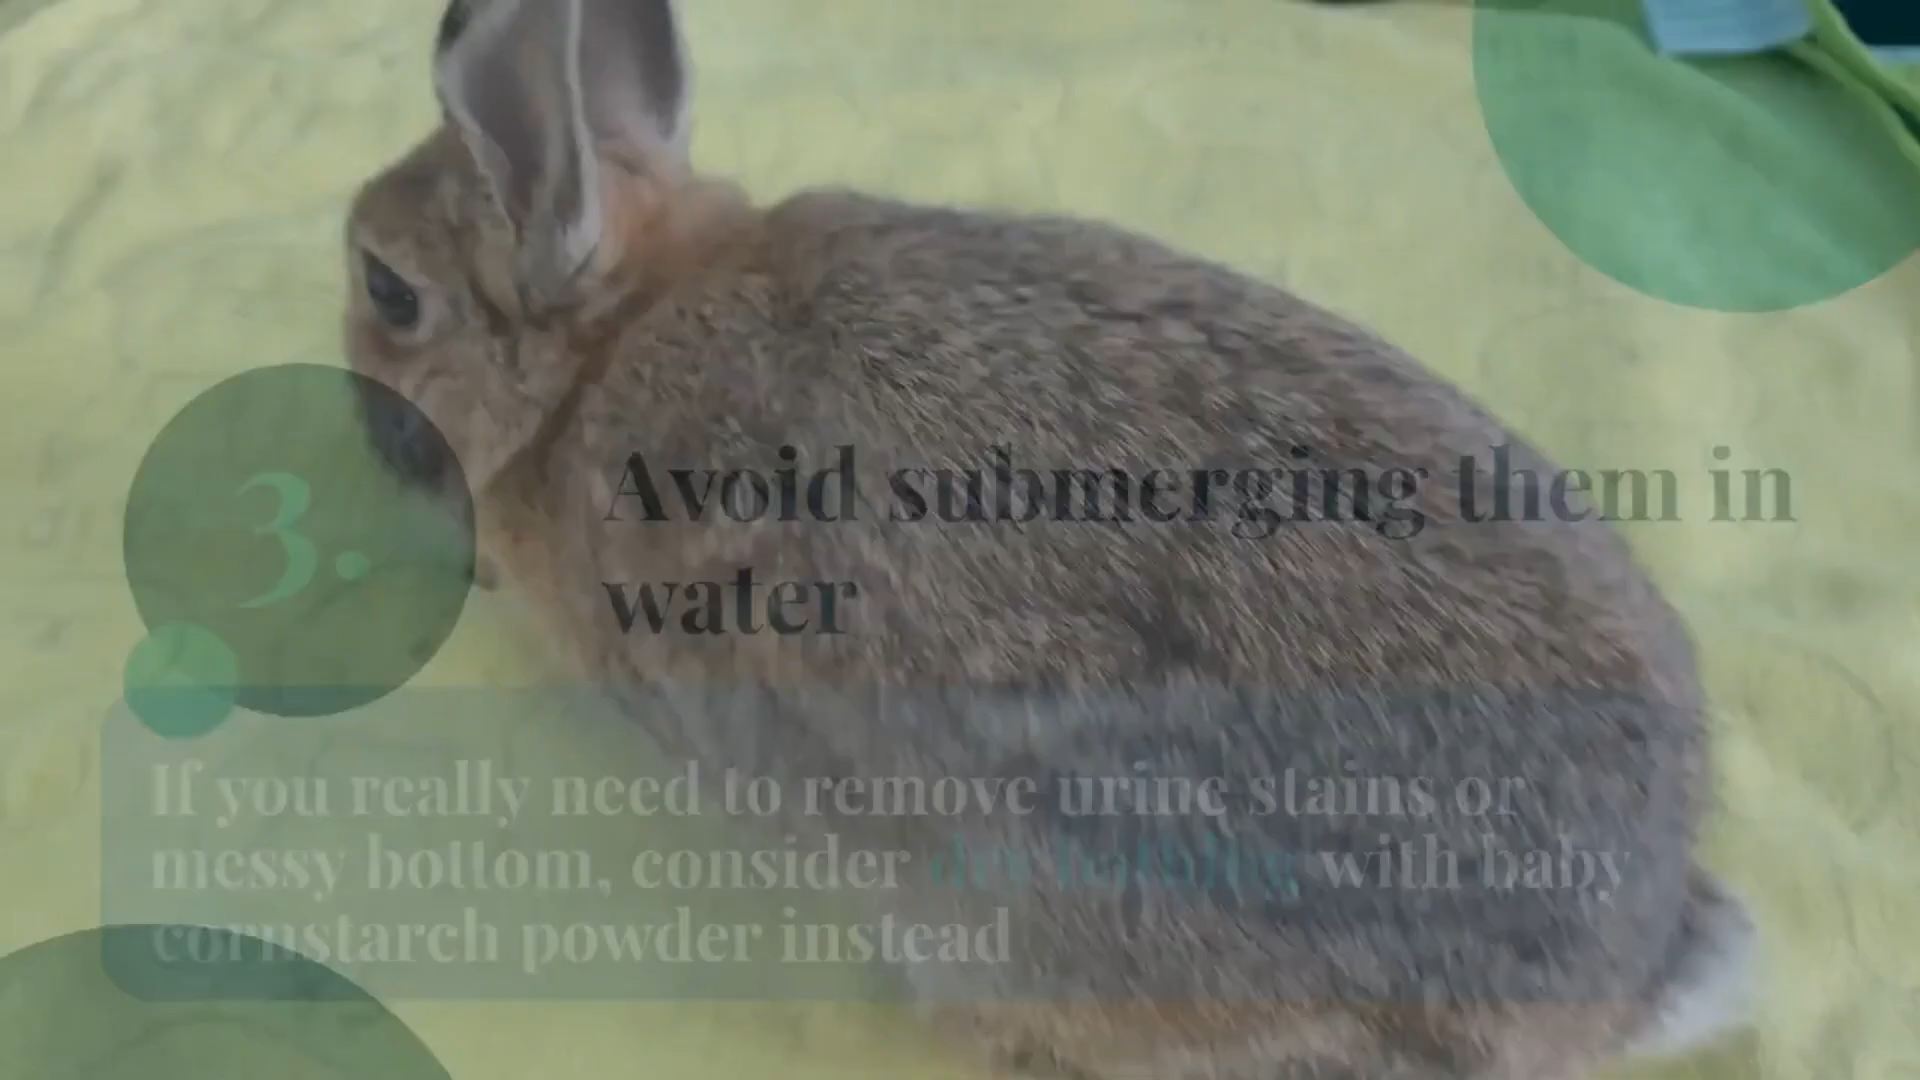 3.
Avoid submerging them in
water
If you really need to remove urine stains or
messy bottom, consider dry bathing with baby
cornstarch powder instead